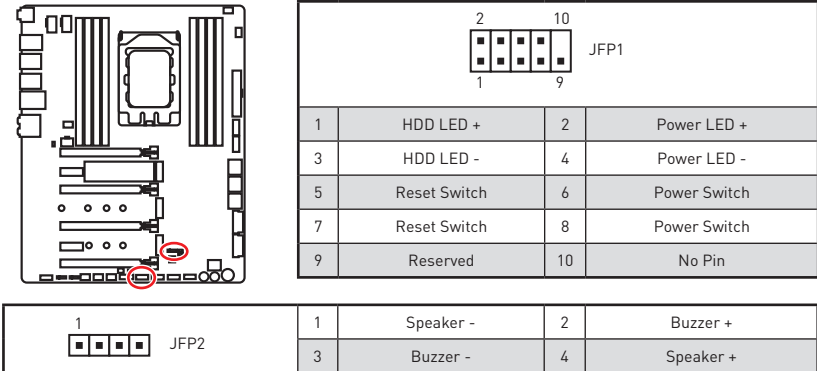 2 10
JFP1
1 9
1 HDD LED + 2 Power LED +
3 HDD LED - 4 Power LED -
5 Reset Switch 6 Power Switch
7 Reset Switch 8 Power Switch
9 Reserved 10 No Pin
1
JFP2
1 Speaker - 2 Buzzer +
3 Buzzer - 4 Speaker +